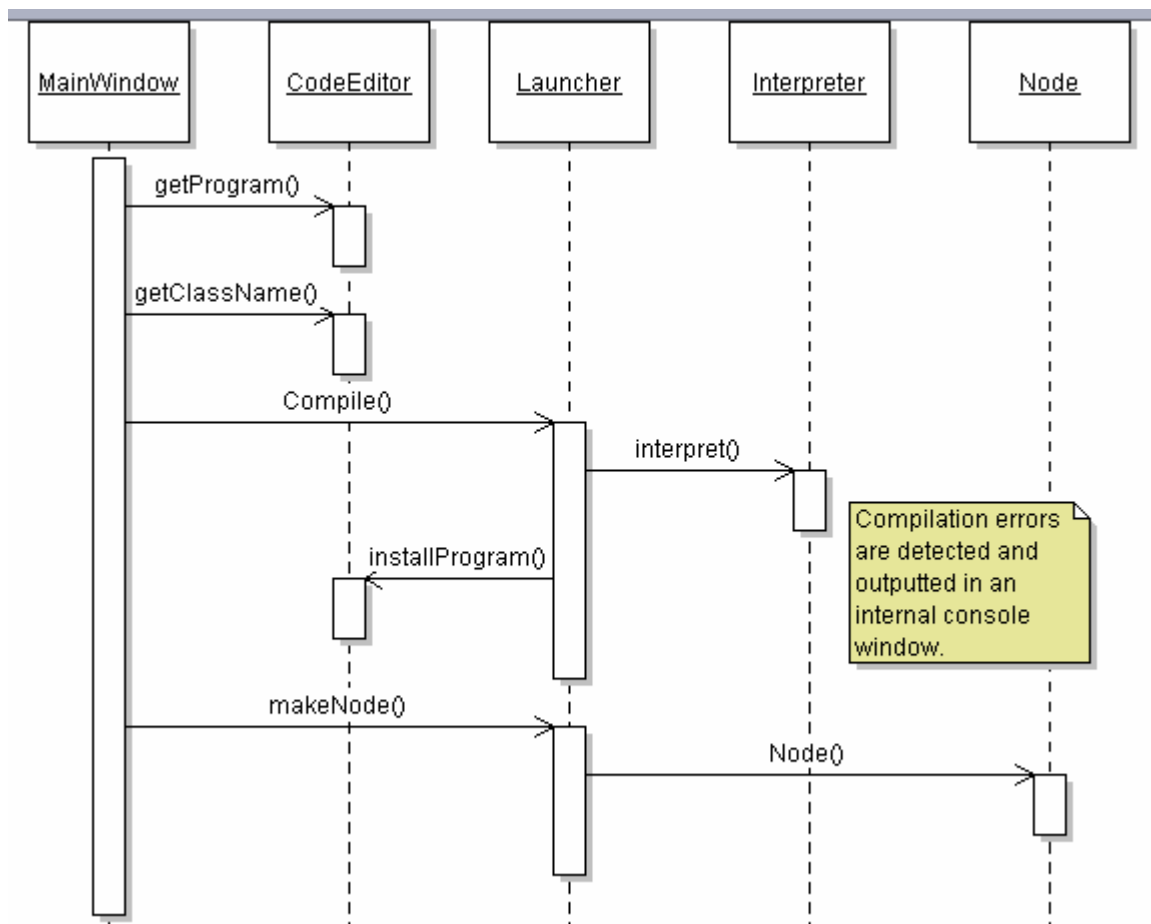 MainWindow
CodeEditor
Launcher
Interpreter
Node
getProgram()
getClassName()
Compile()
interpret()
Compilation errors
are detected and
outputted in an
internal console
window.
installProgram()
makeNode()
Node()